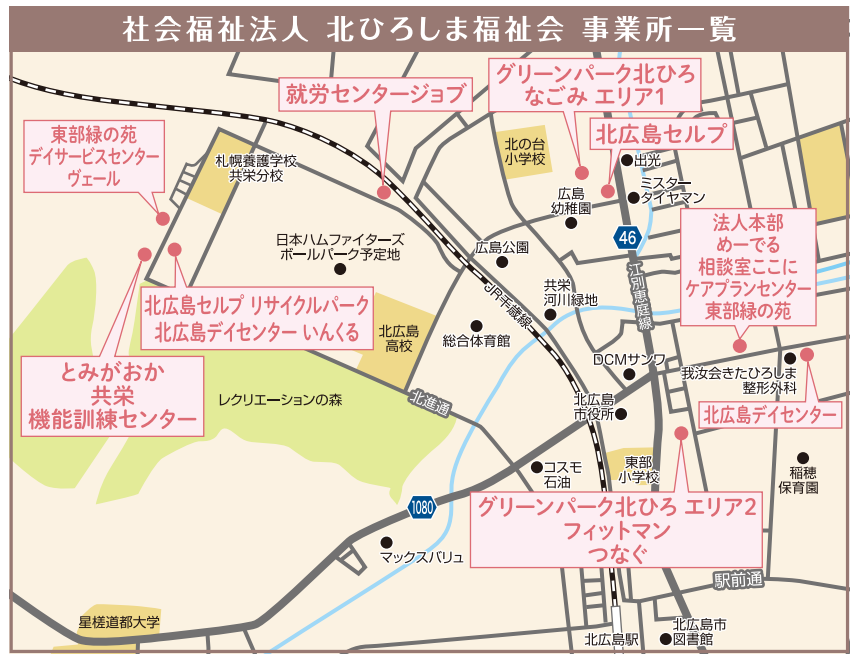 社会福祉法人 北ひろしま福祉会 事業所一覧
就労センタージョブ
グリーンパーク北ひろ
なごみ エリア1
北広島セルプ
東部緑の苑
デイサービスセンター
ヴェール
札幌養護学校
共栄分校
北の台
小学校
出光
ミスター
タイヤマン
広島
幼稚園
46
江別恵庭線
法人本部
めーでる
相談室ここに
ケアプランセンター
東部緑の苑
日本ハムファイターズ
ボールパーク予定地
広島公園
共栄
河川緑地
JR千歳線
北広島セルプ リサイクルパーク
北広島デイセンター いんくる
北広島
高校
総合体育館
DCMサンワ
我汝会きたひろしま
整形外科
とみがおか
共栄
機能訓練センター
レクリエーションの森
北進通
北広島
市役所
北広島デイセンター
コスモ
石油
東部
小学校
稲穂
保育園
1080
グリーンパーク北ひろ エリア2
フィットマン
つなぐ
マックスバリュ
駅前通
星槎道都大学
北広島駅
北広島市
図書館